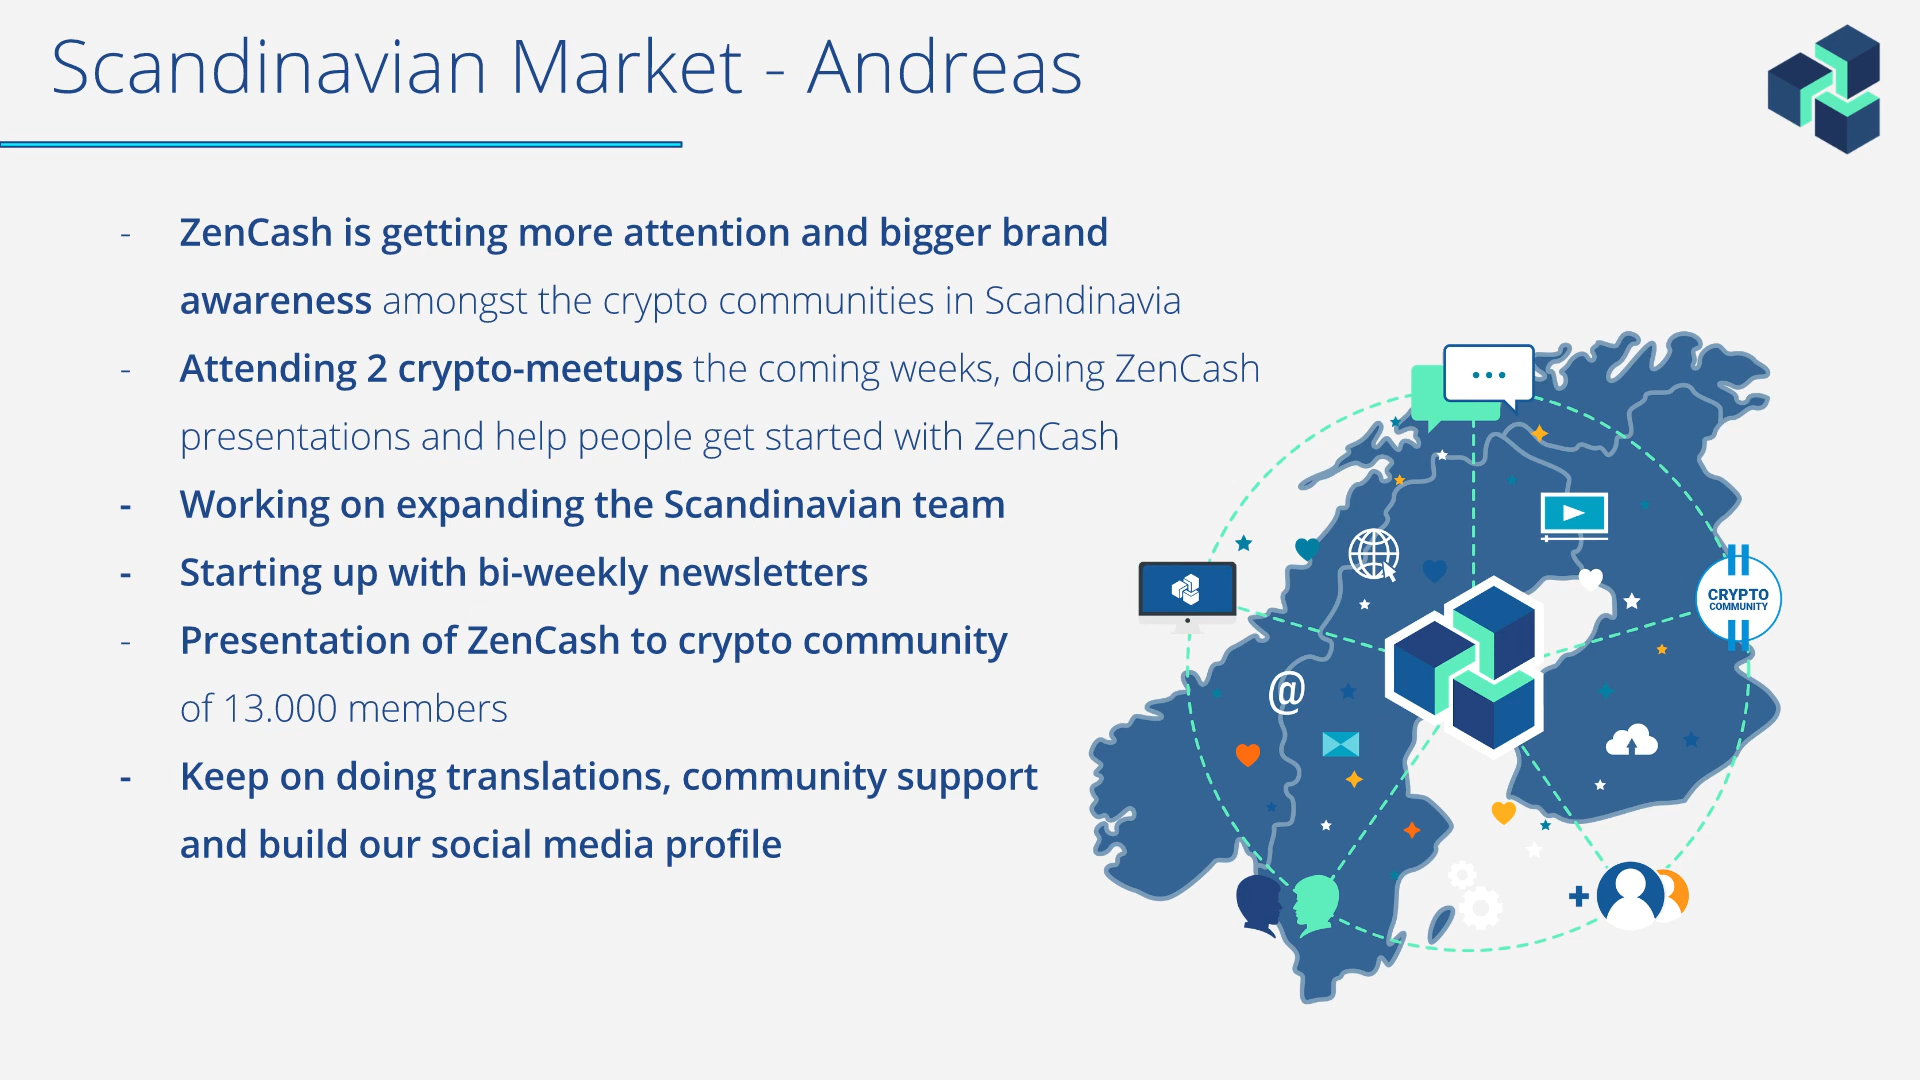 Scandinavian Market - Andreas
- ZenCash is getting more attention and bigger brand
awareness amongst the crypto communities in Scandinavia
- Attending 2 crypto-meetups the coming weeks, doing ZenCash
presentations and help people get started with ZenCash
- Working on expanding the Scandinavian team
- Starting up with bi-weekly newsletters
- Presentation of ZenCash to crypto community
of 13.000 members
- Keep on doing translations, community support
and build our social media profile
CRYPTO
COMMUNITY
@